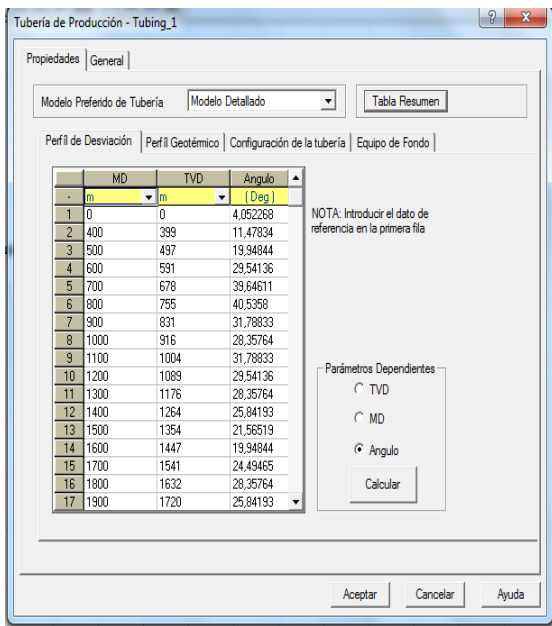 Tubería de Producción - Tubing_1
Propiedades General
Modelo Preferido de Tubería Modelo Detallado Tabla Resumen
Perfíl de Desviación Perfíl Geotérmico Configuración de la tubería Equipo de Fondo
MD TVD Angulo
- m m (Deg)
1 0 0 4,052268
2 400 399 11,47834
3 500 497 19,94844
4 600 591 29,54136
5 700 678 39,64611
6 800 755 40,5358
7 900 831 31,78833
8 1000 916 28,35764
9 1100 1004 31,78833
10 1200 1089 29,54136
11 1300 1176 28,35764
12 1400 1264 25,84193
13 1500 1354 21,56519
14 1600 1447 19,94844
15 1700 1541 24,49465
16 1800 1632 28,35764
17 1900 1720 25,84193
NOTA: Introducir el dato de
referencia en la primera fila
Parámetros Dependientes
TVD
MD
Angulo
Calcular
Aceptar Cancelar Ayuda